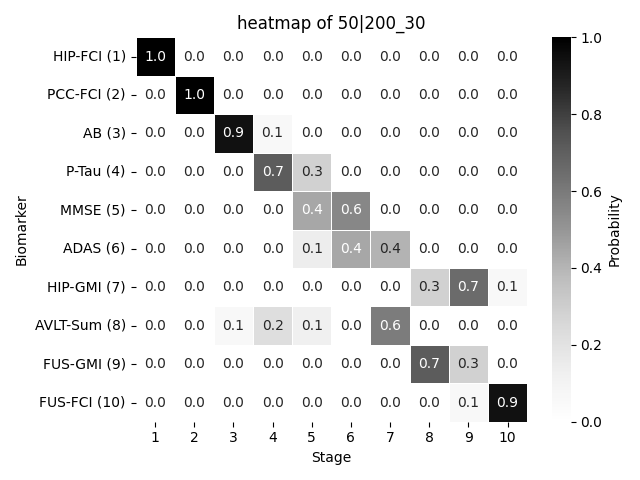 heatmap of 50|200_30
HIP-FCI (1) 1.0 0.0 0.0 0.0 0.0 0.0 0.0 0.0 0.0 0.0
PCC-FCI (2) 0.0 1.0 0.0 0.0 0.0 0.0 0.0 0.0 0.0 0.0
AB (3) 0.0 0.0 0.9 0.1 0.0 0.0 0.0 0.0 0.0 0.0
P-Tau (4) 0.0 0.0 0.0 0.7 0.3 0.0 0.0 0.0 0.0 0.0
MMSE (5) 0.0 0.0 0.0 0.0 0.4 0.6 0.0 0.0 0.0 0.0
ADAS (6) 0.0 0.0 0.0 0.0 0.1 0.4 0.4 0.0 0.0 0.0
HIP-GMI (7) 0.0 0.0 0.0 0.0 0.0 0.0 0.0 0.3 0.7 0.1
AVLT-Sum (8) 0.0 0.0 0.1 0.2 0.1 0.0 0.6 0.0 0.0 0.0
FUS-GMI (9) 0.0 0.0 0.0 0.0 0.0 0.0 0.0 0.7 0.3 0.0
FUS-FCI (10) 0.0 0.0 0.0 0.0 0.0 0.0 0.0 0.0 0.1 0.9
1 2 3 4 5 6 7 8 9 10
Stage
Biomarker
1.0
0.8
0.6
0.4
0.2
0.0
Probability